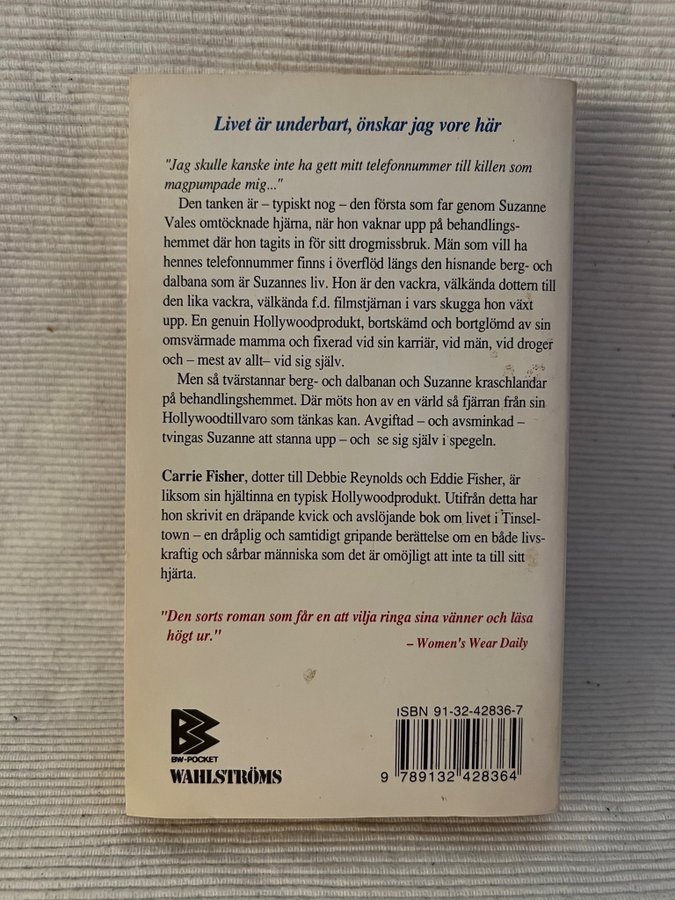 Livet är underbart, önskar jag vore här
"Jag skulle kanske inte ha gett mitt telefonnummer till killen som
magpumpade mig..."
Den tanken är – typiskt nog – den första som far genom Suzanne
Vales omtöcknade hjärna, när hon vaknar upp på behandlings-
hemmet där hon tagits in för sitt drogmissbruk. Män som vill ha
hennes telefonnummer finns i överflöd längs den hisnande berg- och
dalbana som är Suzannes liv. Hon är den vackra, välkända dottern till
den lika vackra, välkända f.d. filmstjärnan i vars skugga hon växt
upp. En genuin Hollywoodprodukt, bortskämd och bortglömd av sin
omsvärmade mamma och fixerad vid sin karriär, vid män, vid droger
och – mest av allt– vid sig själv.
Men så tvärstannar berg- och dalbanan och Suzanne kraschlandar
på behandlingshemmet. Där möts hon av en värld så fjärran från sin
Hollywoodtillvaro som tänkas kan. Avgiftad – och avsminkad –
tvingas Suzanne att stanna upp – och se sig själv i spegeln.
Carrie Fisher, dotter till Debbie Reynolds och Eddie Fisher, är
liksom sin hjältinna en typisk Hollywoodprodukt. Utifrån detta har
hon skrivit en dräpande kvick och avslöjande bok om livet i Tinsel-
town – en dråplig och samtidigt gripande berättelse om en både livs-
kraftig och sårbar människa som det är omöjligt att inte ta till sitt
hjärta.
"Den sorts roman som får en att vilja ringa sina vänner och läsa
högt ur."
– Women's Wear Daily
BW-POCKET
WAHLSTRÖMS
ISBN 91-32-42836-7
9 789132 428364